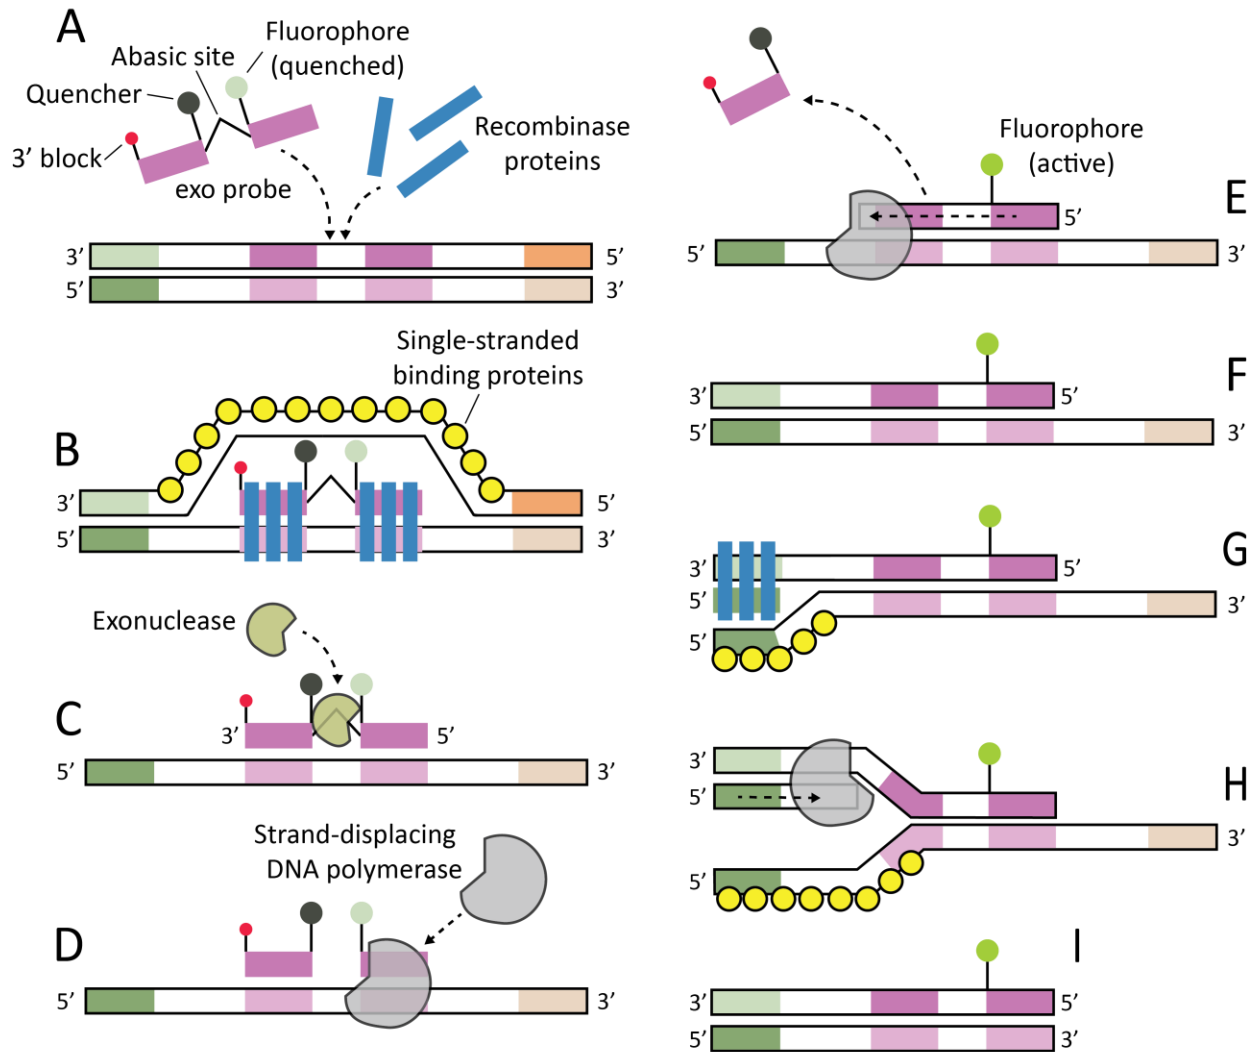 A
Abasic site
Fluorophore
(quenched)
Quencher
3’ block
exo probe
Recombinase
proteins
3’
5’
5’
3’
Single-stranded
binding proteins
B
3’
5’
5’
3’
Exonuclease
C
3’
5’
5’
3’
Strand-displacing
DNA polymerase
D
5’
3’
Fluorophore
(active)
E
5’
5’
3’
F
3’
5’
5’
3’
G
3’
5’
5’
3’
5’
H
3’
5’
3’
5’
I
3’
5’
5’
3’